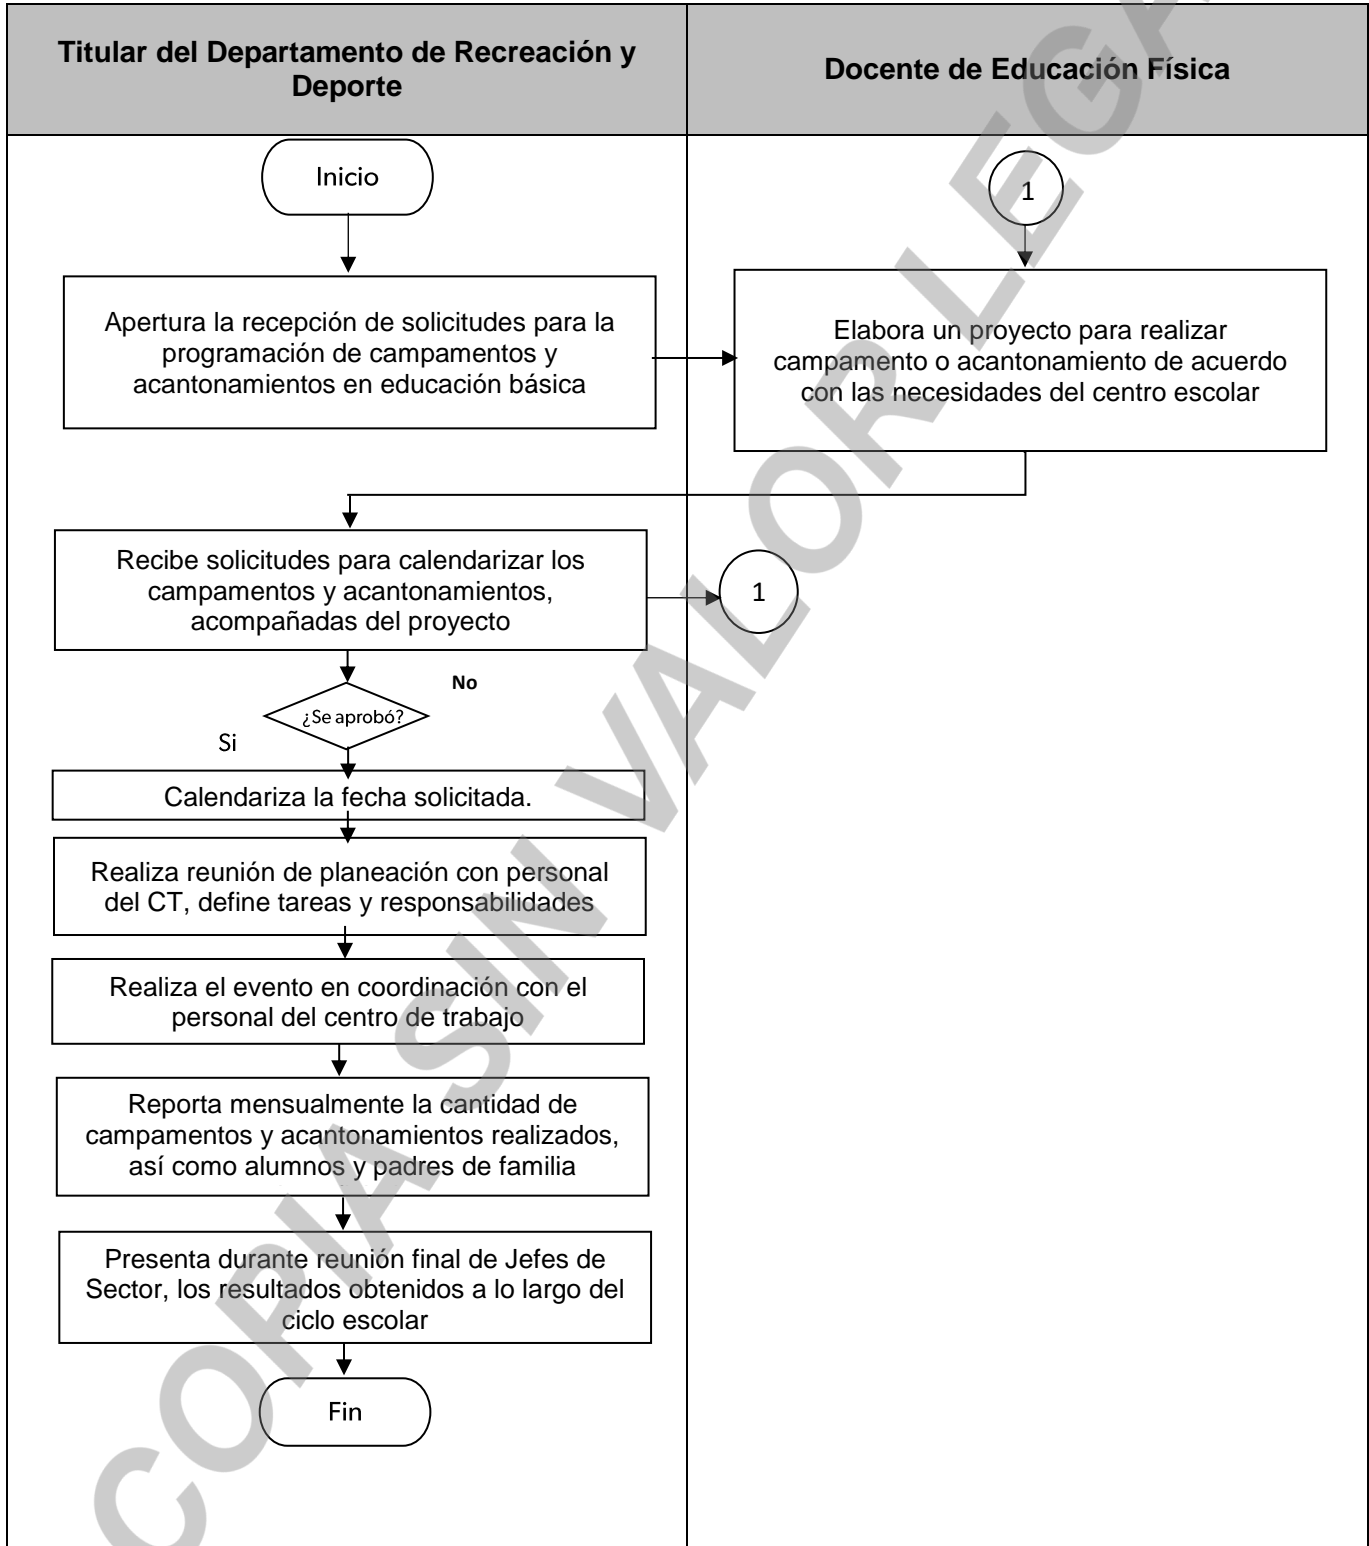 Titular del Departamento de Recreación y
Deporte
Docente de Educación Física
Inicio
1
Apertura la recepción de solicitudes para la
programación de campamentos y
acantonamientos en educación básica
Elabora un proyecto para realizar
campamento o acantonamiento de acuerdo
con las necesidades del centro escolar
Recibe solicitudes para calendarizar los
campamentos y acantonamientos,
acompañadas del proyecto
1
No
¿Se aprobó?
Si
Calendariza la fecha solicitada.
Realiza reunión de planeación con personal
del CT, define tareas y responsabilidades
Realiza el evento en coordinación con el
personal del centro de trabajo
Reporta mensualmente la cantidad de
campamentos y acantonamientos realizados,
así como alumnos y padres de familia
Presenta durante reunión final de Jefes de
Sector, los resultados obtenidos a lo largo del
ciclo escolar
Fin
COPIA SIN VALOR LEGA